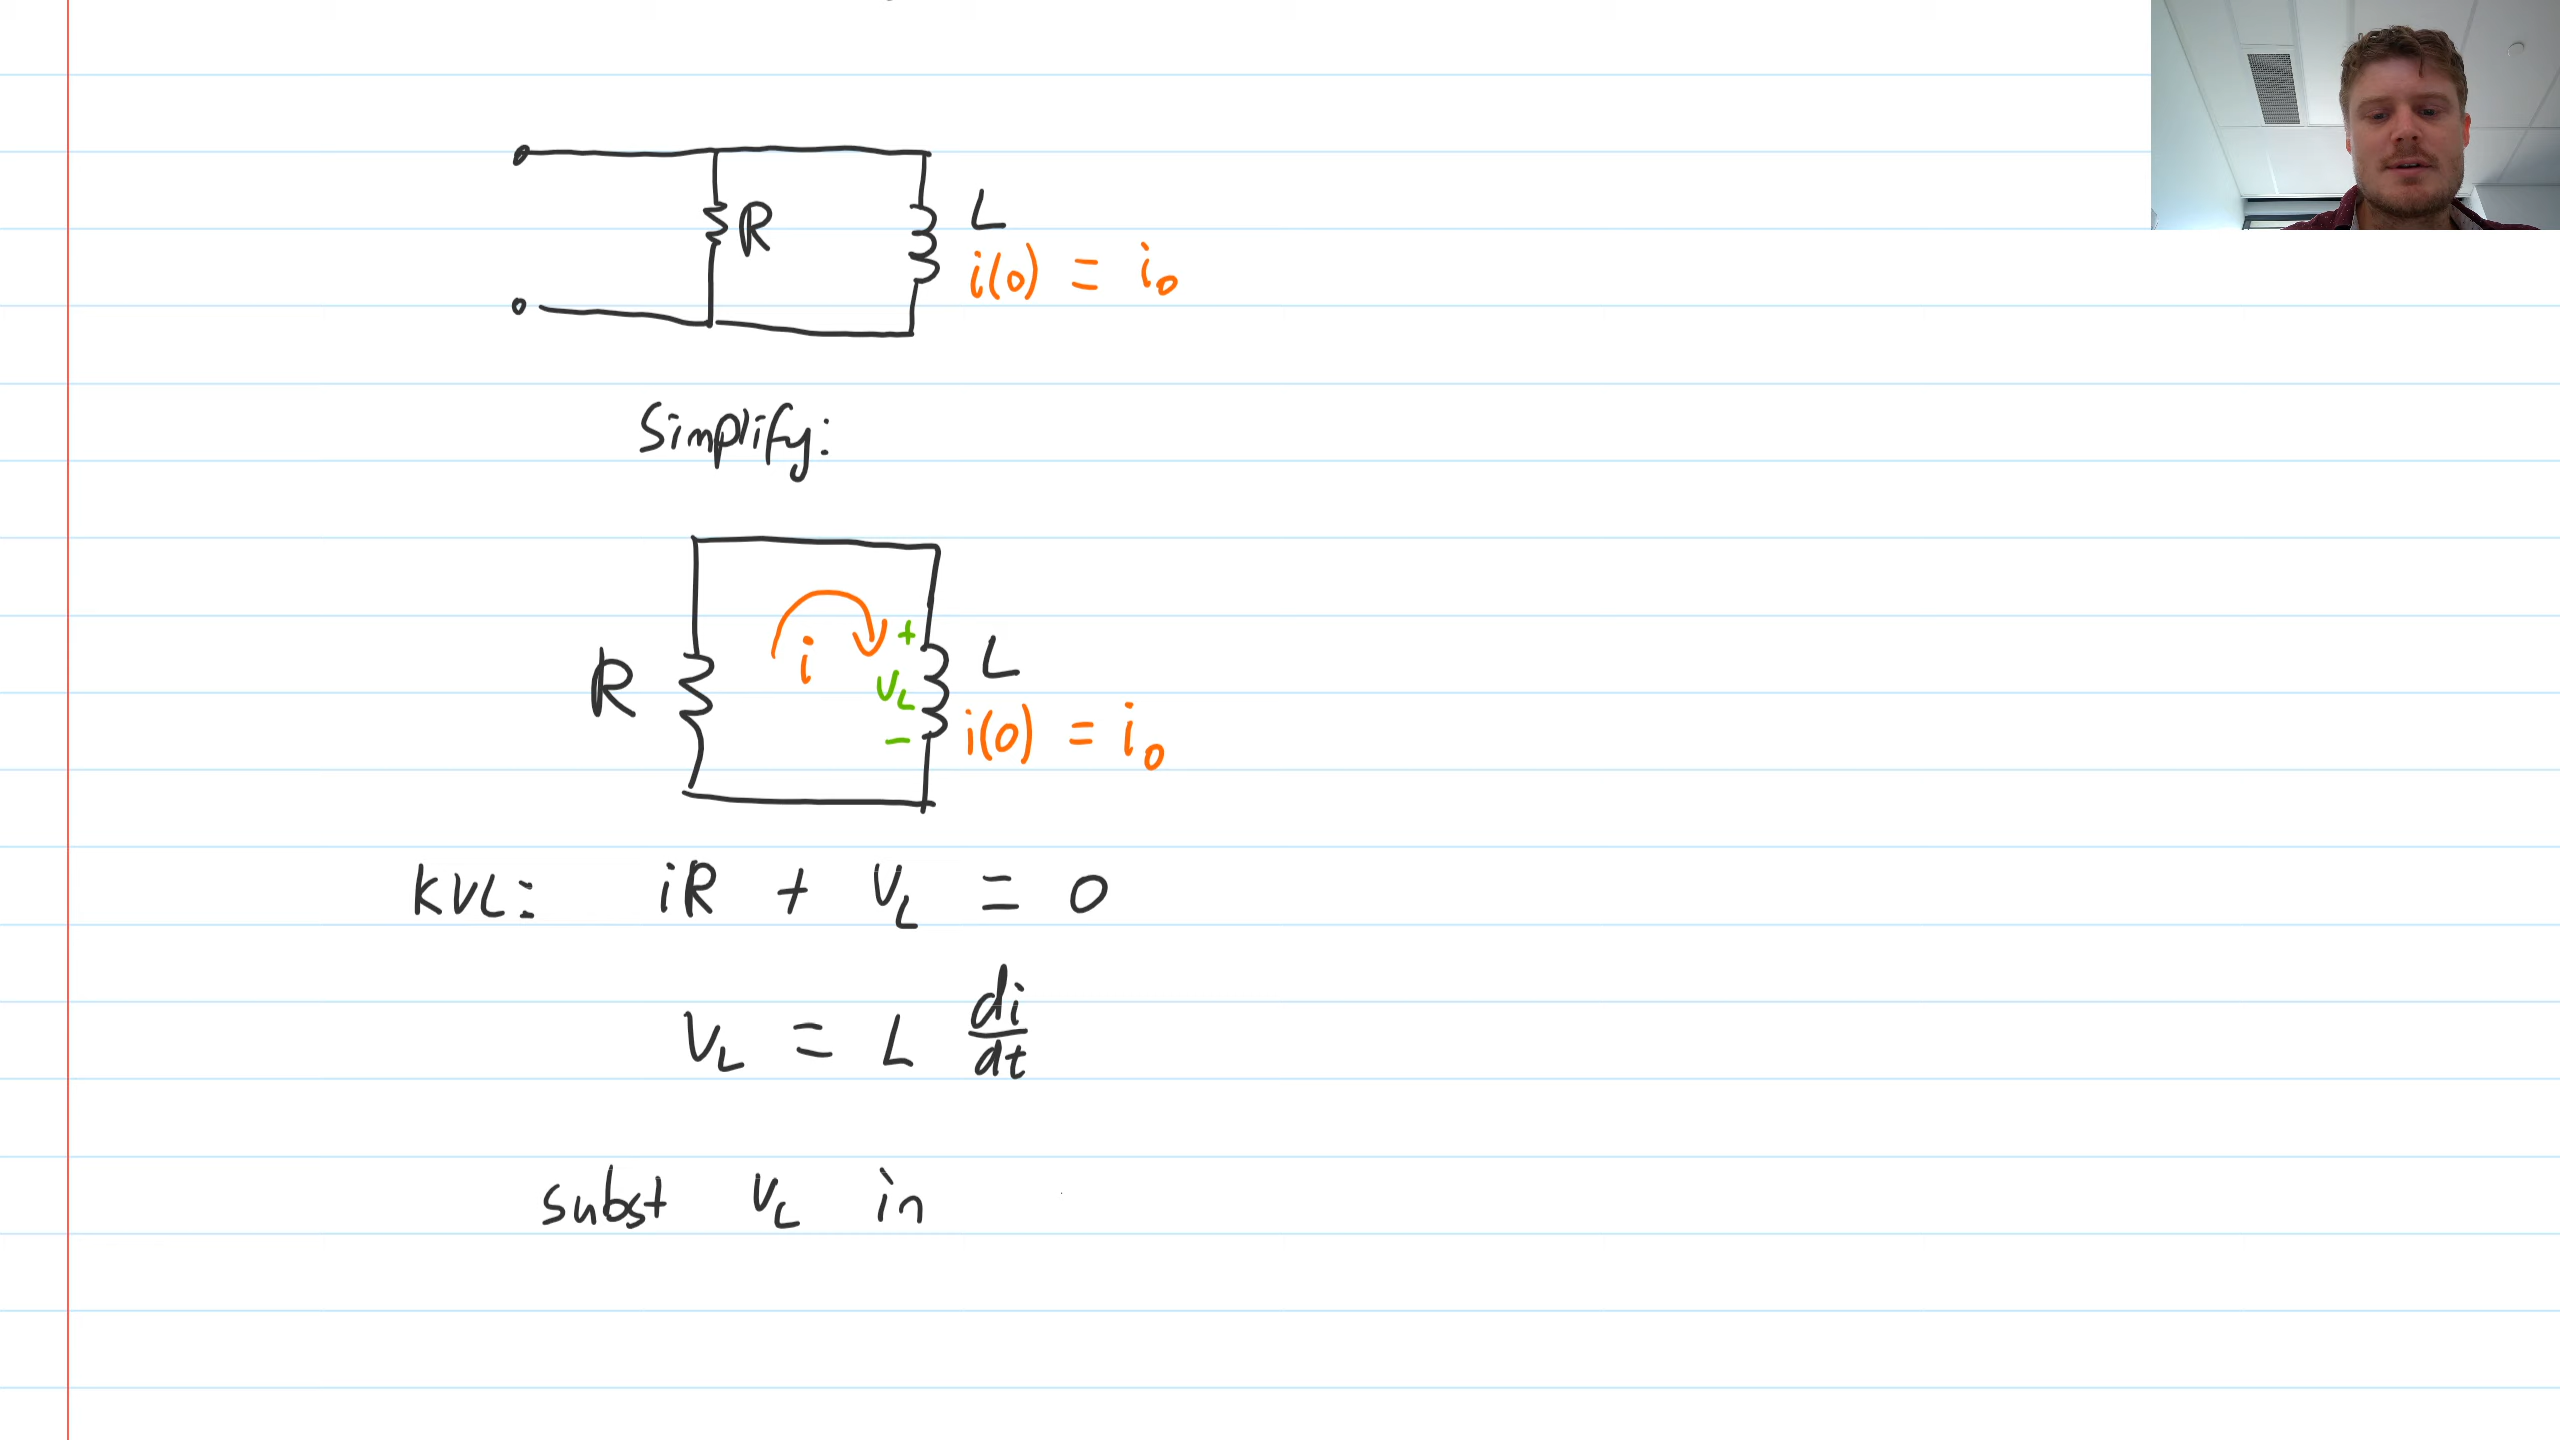 R
L
i(0) = i₀
Simplify:
i
+
R
V_L
L
-
i(0) = i₀
KVL: iR + V_L = 0
V_L = L di/dt
subst V_L in